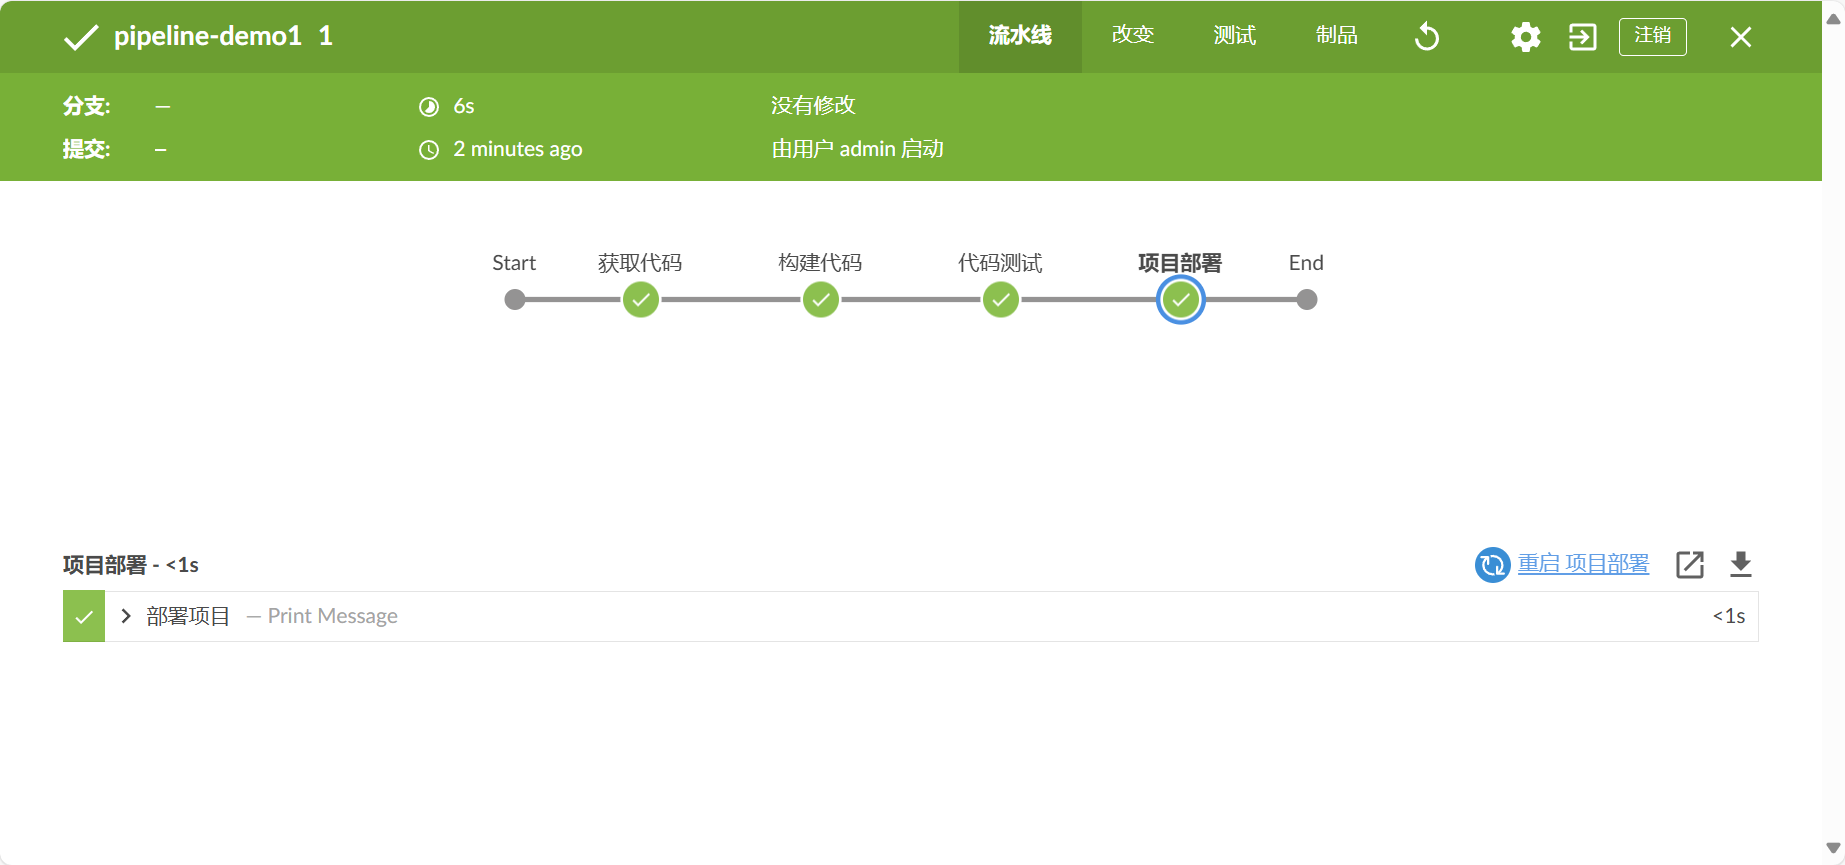 pipeline-demo1 1 流水线 改变 测试 制品 注销
分支: — 6s 没有修改
提交: – 2 minutes ago 由用户 admin 启动
Start 获取代码 构建代码 代码测试 项目部署 End
项目部署 - <1s 重启 项目部署
部署项目 — Print Message <1s